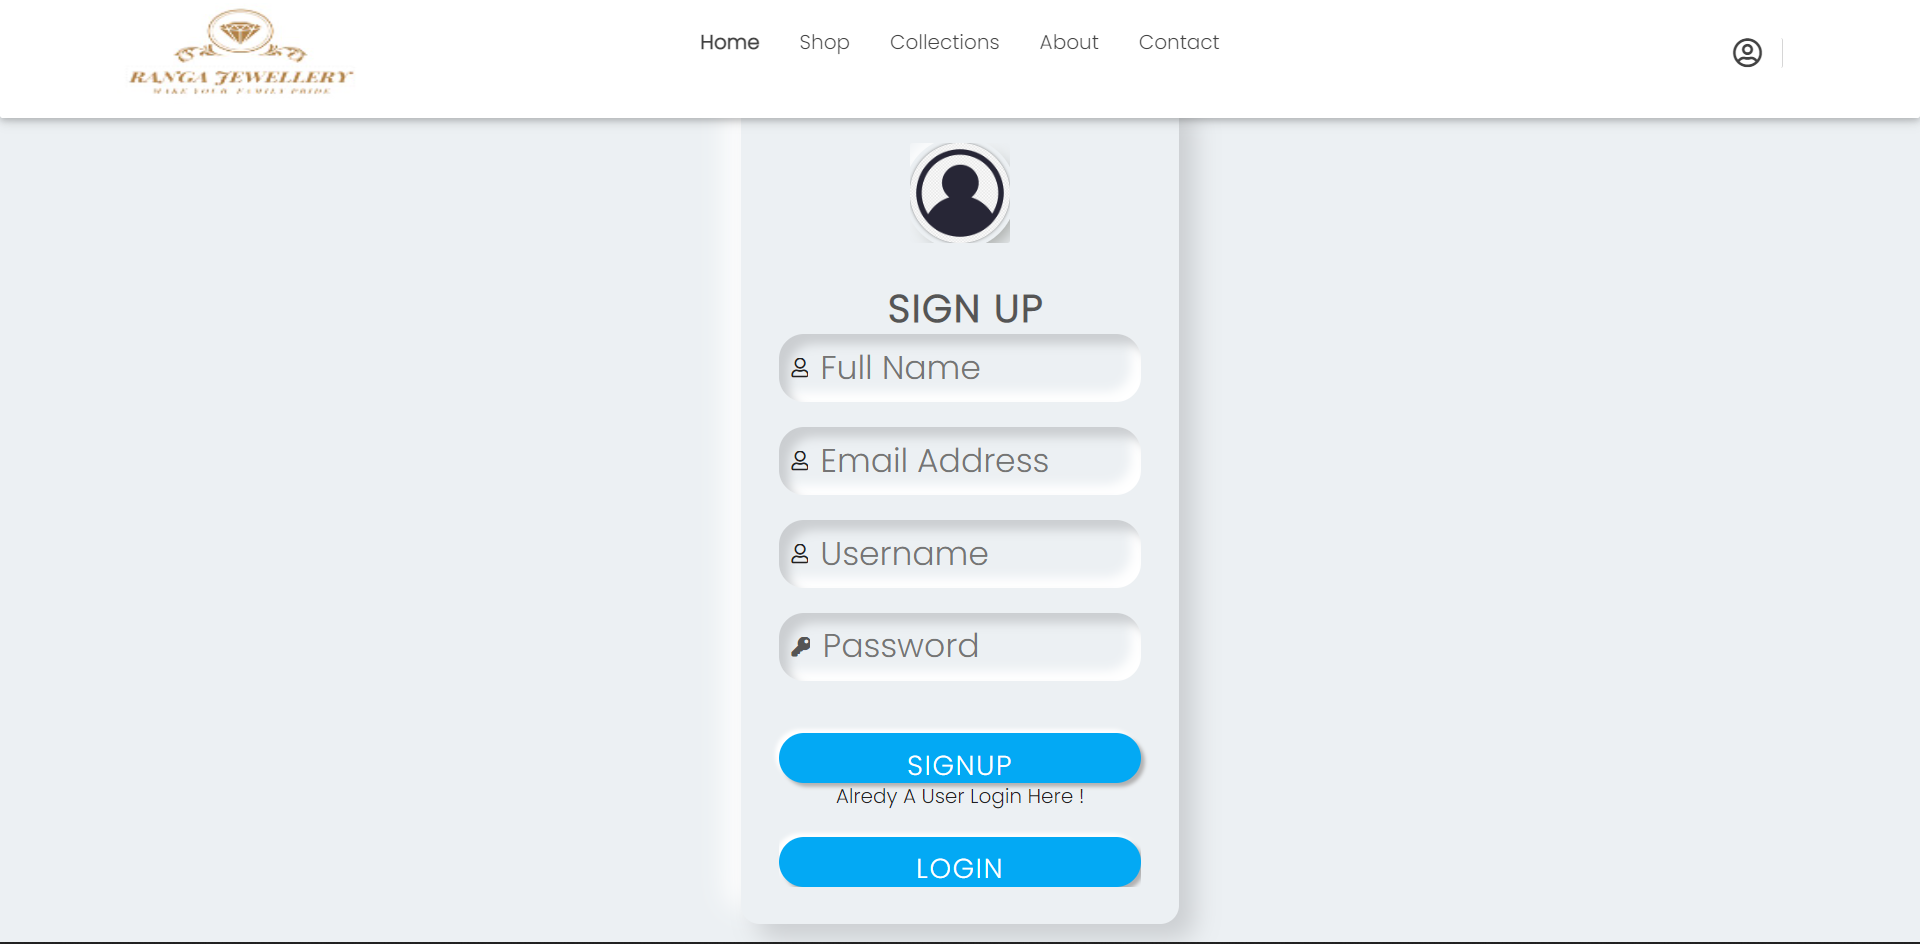 RANGA JEWELLERY
MAKE YOUR FAMILY PRIDE
Home
Shop
Collections
About
Contact
SIGN UP
Full Name
Email Address
Username
Password
SIGNUP
Alredy A User Login Here !
LOGIN